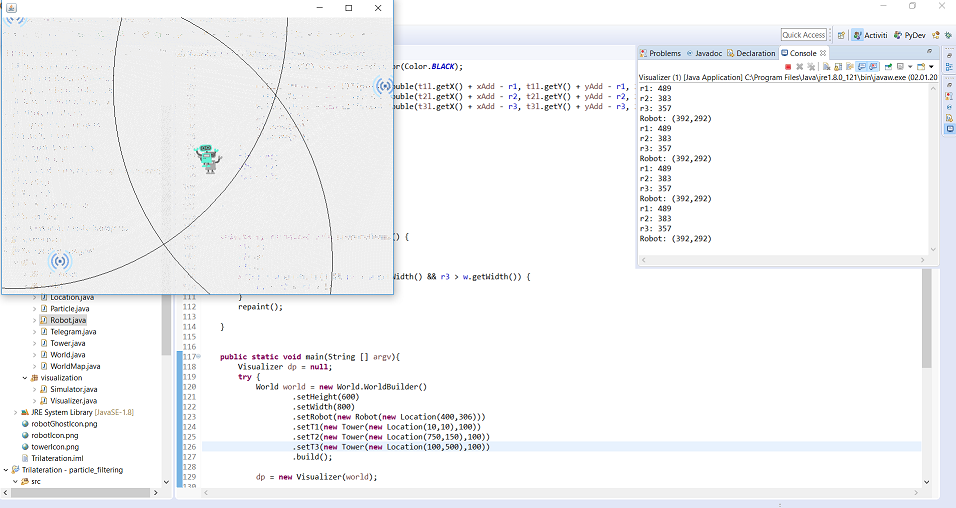 Quick Access
Activiti
PyDev
or(Color.BLACK);
ouble(t1l.getX() + xAdd - r1, t1l.getY() + yAdd - r1,
ouble(t2l.getX() + xAdd - r2, t2l.getY() + yAdd - r2,
ouble(t3l.getX() + xAdd - r3, t3l.getY() + yAdd - r3,
) {
Width() && r3 > w.getWidth()) {
Problems
Javadoc
Declaration
Console
Visualizer (1) [Java Application] C:\Program Files\Java\jre1.8.0_121\bin\javaw.exe (02.01.20
r1: 489
r2: 383
r3: 357
Robot: (392,292)
r1: 489
r2: 383
r3: 357
Robot: (392,292)
r1: 489
r2: 383
r3: 357
Robot: (392,292)
r1: 489
r2: 383
r3: 357
Robot: (392,292)
Location.java
Particle.java
Robot.java
Telegram.java
Tower.java
World.java
WorldMap.java
visualization
Simulator.java
Visualizer.java
JRE System Library [JavaSE-1.8]
robotGhostIcon.png
robotIcon.png
towerIcon.png
Trilateration.iml
Trilateration - particle_filtering
src
111 }
112 repaint();
113
114 }
115
116
117 public static void main(String [] argv){
118 Visualizer dp = null;
119 try {
120 World world = new World.WorldBuilder()
121 .setHeight(600)
122 .setWidth(800)
123 .setRobot(new Robot(new Location(400,306)))
124 .setT1(new Tower(new Location(10,10),100))
125 .setT2(new Tower(new Location(750,150),100))
126 .setT3(new Tower(new Location(100,500),100))
127 .build();
128
129 dp = new Visualizer(world);
130